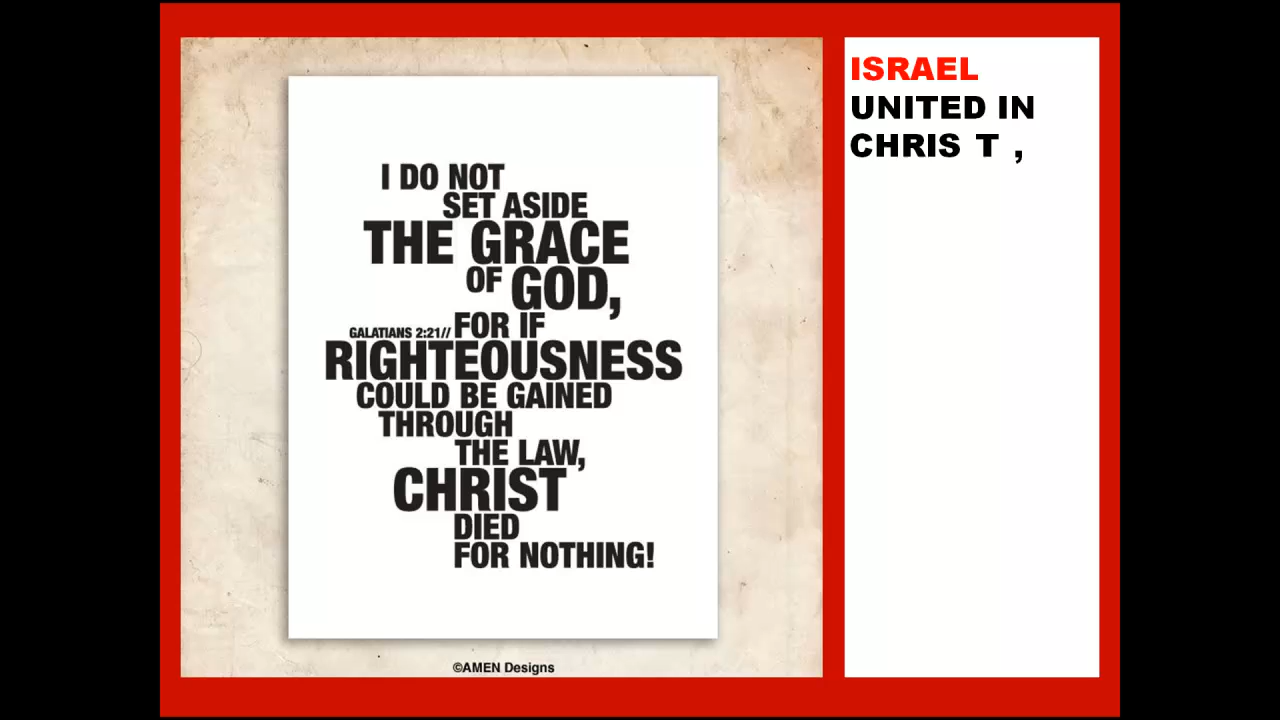 I DO NOT
SET ASIDE
THE GRACE
OF GOD,
GALATIANS 2:21// FOR IF
RIGHTEOUSNESS
COULD BE GAINED
THROUGH
THE LAW,
CHRIST
DIED
FOR NOTHING!
©AMEN Designs
ISRAEL
UNITED IN
CHRIS T ,